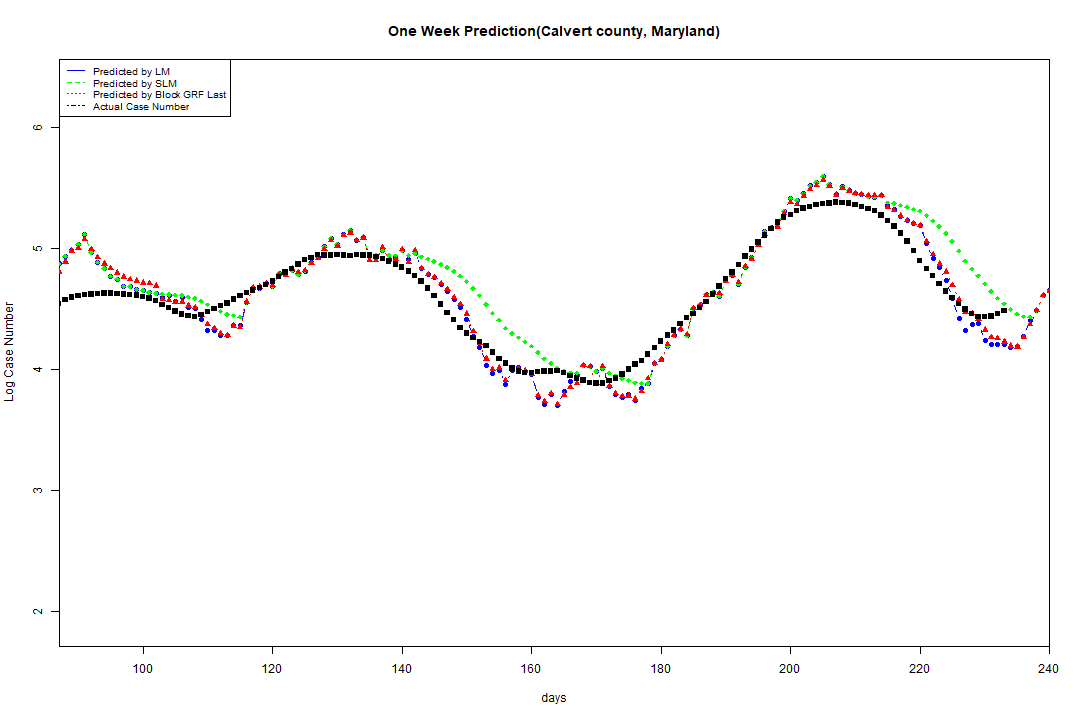 One Week Prediction(Calvert county, Maryland)
Predicted by LM
Predicted by SLM
Predicted by Block GRF Last
Actual Case Number
Log Case Number
6
5
4
3
2
100 120 140 160 180 200 220 240
days